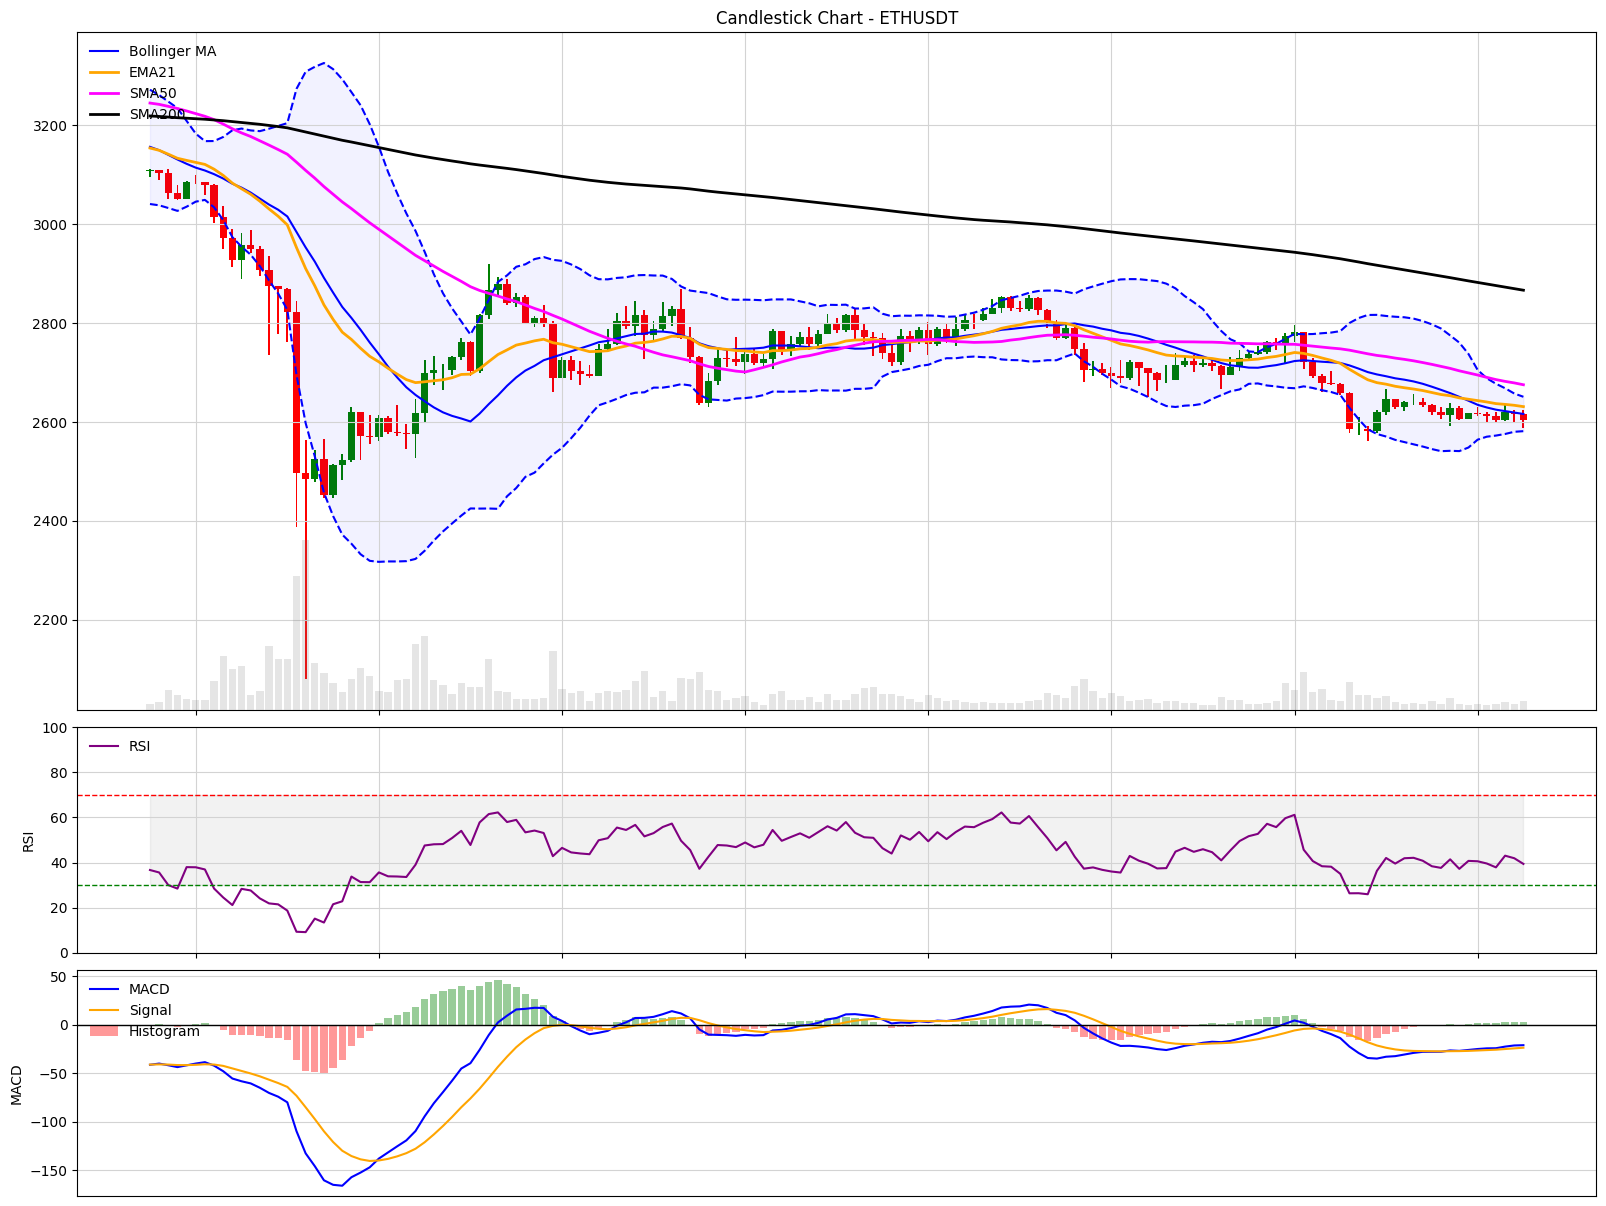 Candlestick Chart - ETHUSDT
Bollinger MA
EMA21
SMA50
SMA200
3200
3000
2800
2600
2400
2200
100
80
60
40
20
0
RSI
RSI
50
0
−50
−100
−150
MACD
MACD
Signal
Histogram